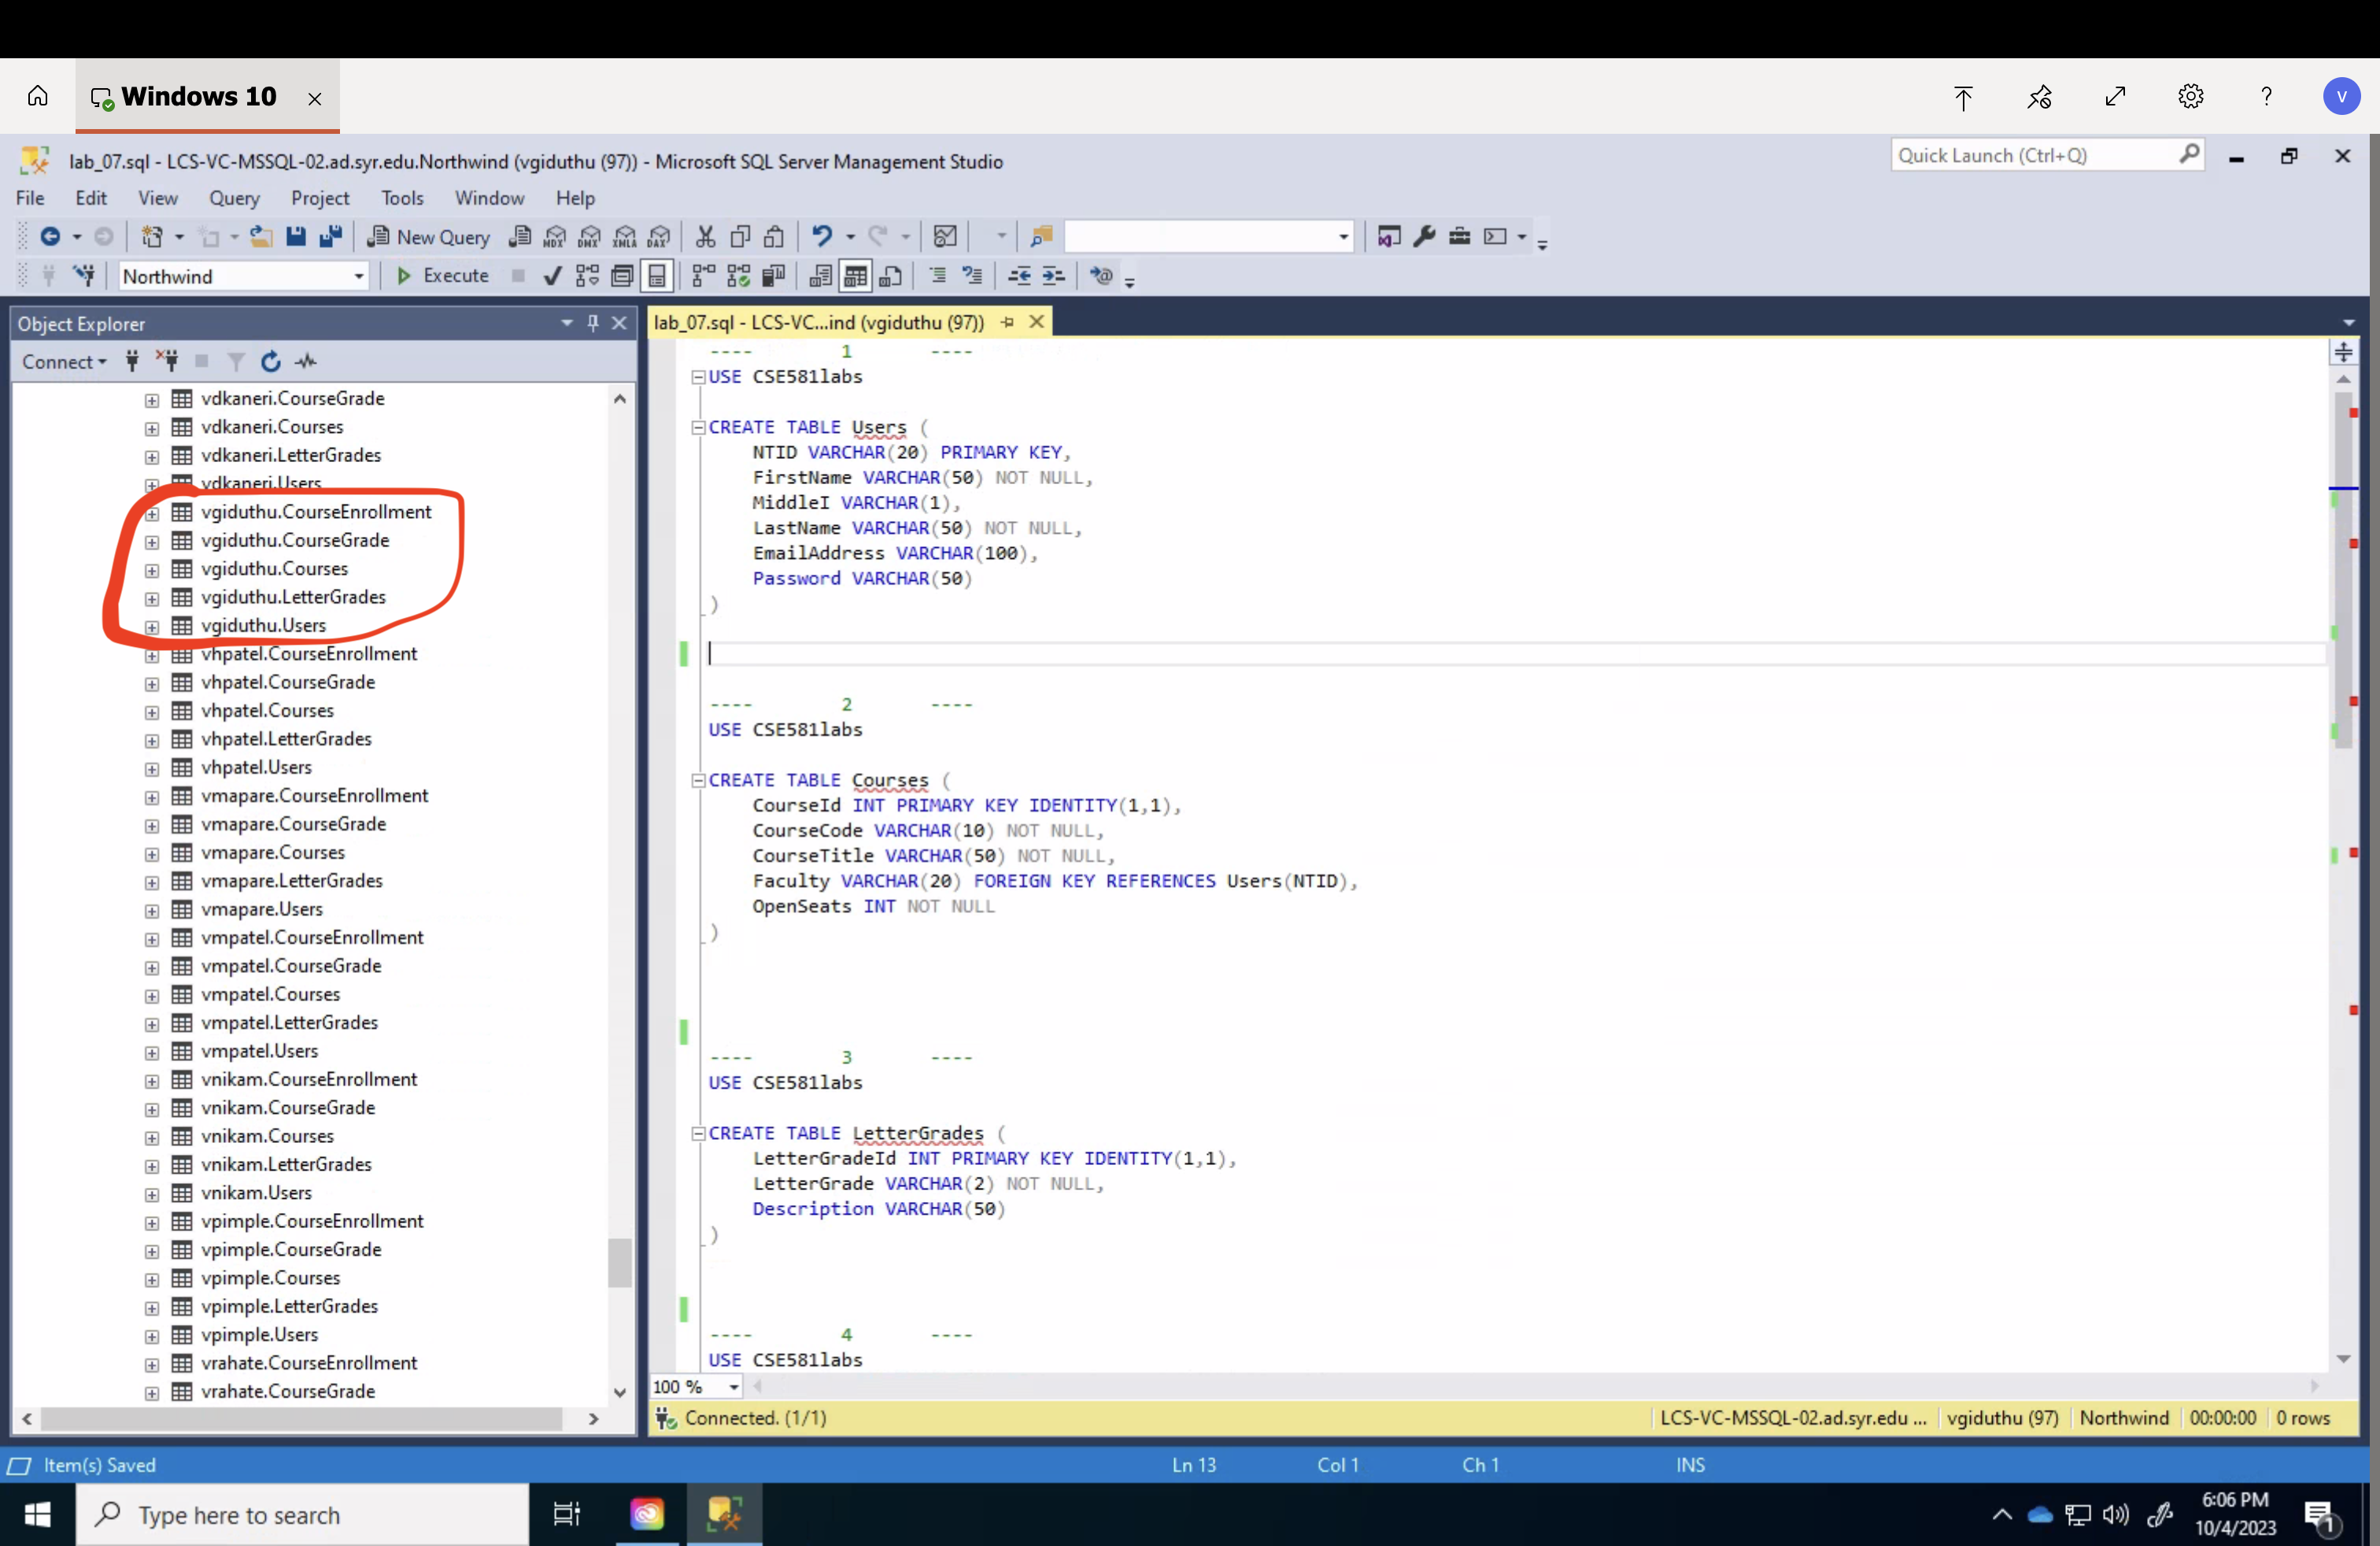 Windows 10
?
V
lab_07.sql - LCS-VC-MSSQL-02.ad.syr.edu.Northwind (vgiduthu (97)) - Microsoft SQL Server Management Studio
Quick Launch (Ctrl+Q)
File Edit View Query Project Tools Window Help
New Query MDX DMX XMLA DAX
Northwind Execute
Object Explorer
Connect
vdkaneri.CourseGrade
vdkaneri.Courses
vdkaneri.LetterGrades
vdkaneri.Users
vgiduthu.CourseEnrollment
vgiduthu.CourseGrade
vgiduthu.Courses
vgiduthu.LetterGrades
vgiduthu.Users
vhpatel.CourseEnrollment
vhpatel.CourseGrade
vhpatel.Courses
vhpatel.LetterGrades
vhpatel.Users
vmapare.CourseEnrollment
vmapare.CourseGrade
vmapare.Courses
vmapare.LetterGrades
vmapare.Users
vmpatel.CourseEnrollment
vmpatel.CourseGrade
vmpatel.Courses
vmpatel.LetterGrades
vmpatel.Users
vnikam.CourseEnrollment
vnikam.CourseGrade
vnikam.Courses
vnikam.LetterGrades
vnikam.Users
vpimple.CourseEnrollment
vpimple.CourseGrade
vpimple.Courses
vpimple.LetterGrades
vpimple.Users
vrahate.CourseEnrollment
vrahate.CourseGrade
lab_07.sql - LCS-VC...ind (vgiduthu (97))
---- 1 ----
USE CSE581labs
CREATE TABLE Users (
NTID VARCHAR(20) PRIMARY KEY,
FirstName VARCHAR(50) NOT NULL,
MiddleI VARCHAR(1),
LastName VARCHAR(50) NOT NULL,
EmailAddress VARCHAR(100),
Password VARCHAR(50)
)
---- 2 ----
USE CSE581labs
CREATE TABLE Courses (
CourseId INT PRIMARY KEY IDENTITY(1,1),
CourseCode VARCHAR(10) NOT NULL,
CourseTitle VARCHAR(50) NOT NULL,
Faculty VARCHAR(20) FOREIGN KEY REFERENCES Users(NTID),
OpenSeats INT NOT NULL
)
---- 3 ----
USE CSE581labs
CREATE TABLE LetterGrades (
LetterGradeId INT PRIMARY KEY IDENTITY(1,1),
LetterGrade VARCHAR(2) NOT NULL,
Description VARCHAR(50)
)
---- 4 ----
USE CSE581labs
100 %
Connected. (1/1) LCS-VC-MSSQL-02.ad.syr.edu ... vgiduthu (97) Northwind 00:00:00 0 rows
Item(s) Saved Ln 13 Col 1 Ch 1 INS
Type here to search
6:06 PM
10/4/2023
1